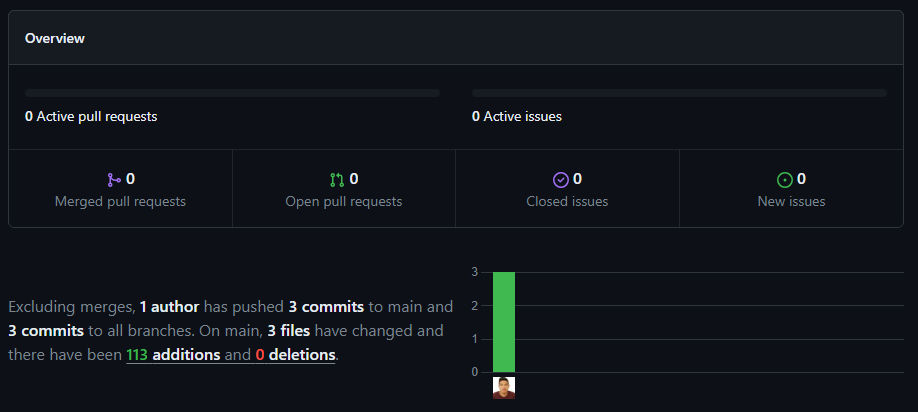 Overview
0 Active pull requests
0 Active issues
0
Merged pull requests
0
Open pull requests
0
Closed issues
0
New issues
Excluding merges, 1 author has pushed 3 commits to main and
3 commits to all branches. On main, 3 files have changed and
there have been 113 additions and 0 deletions.
3
2
1
0